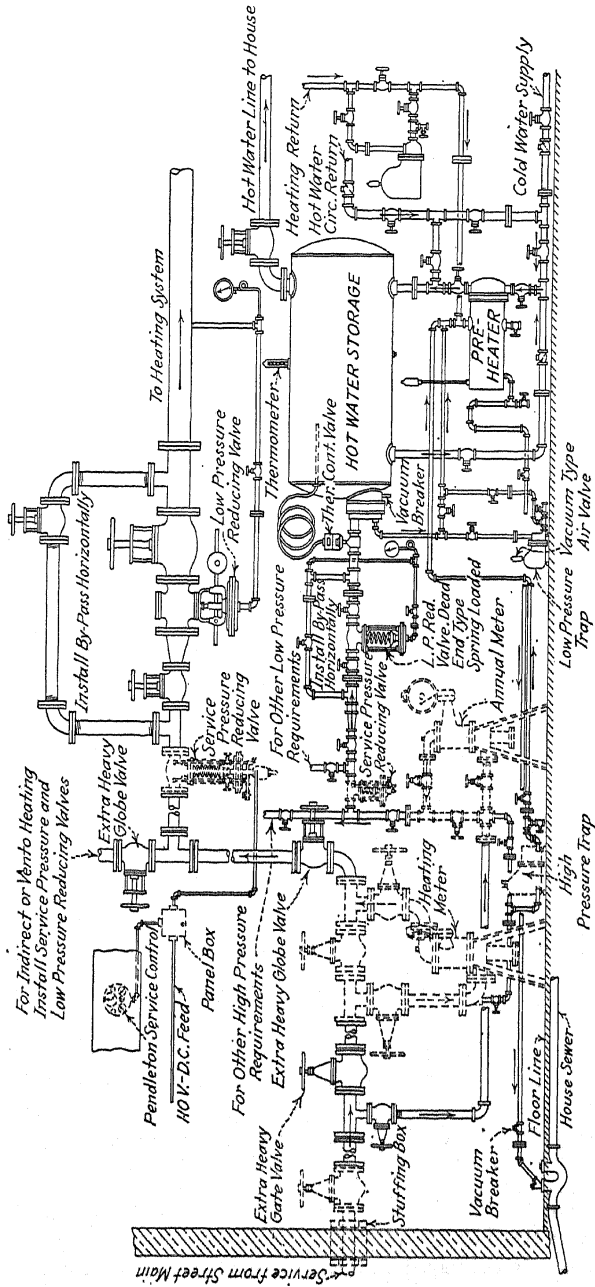 For Indirect or Vento Heating
Install Service Pressure and
Low Pressure Reducing Valves
Extra Heavy
Globe Valve
Pendleton Service Control
Panel Box
110 V.-D.C. Feed
Install By-Pass Horizontally
To Heating System
Service
Pressure
Reducing
Valve
Low Pressure
Reducing Valve
Hot Water Line to House
For Other High Pressure
Requirements
Extra Heavy Globe Valve
Extra Heavy
Gate Valve
Service from Street Main
Stuffing Box
For Other Low Pressure
Requirements
Install By-Pass
Horizontally
Service Pressure
Reducing Valve
L.P. Red.
Valve. Dead
End Type
Spring Loaded
Thermometer
Ther. Cont. Valve
Vacuum
Breaker
HOT WATER STORAGE
Heating Return
Hot Water
Circ. Return
Cold Water Supply
PRE-
HEATER
Heating
Meter
Annual Meter
Vacuum
Breaker
Floor Line
House Sewer
High
Pressure Trap
Low Pressure
Trap
Vacuum Type
Air Valve